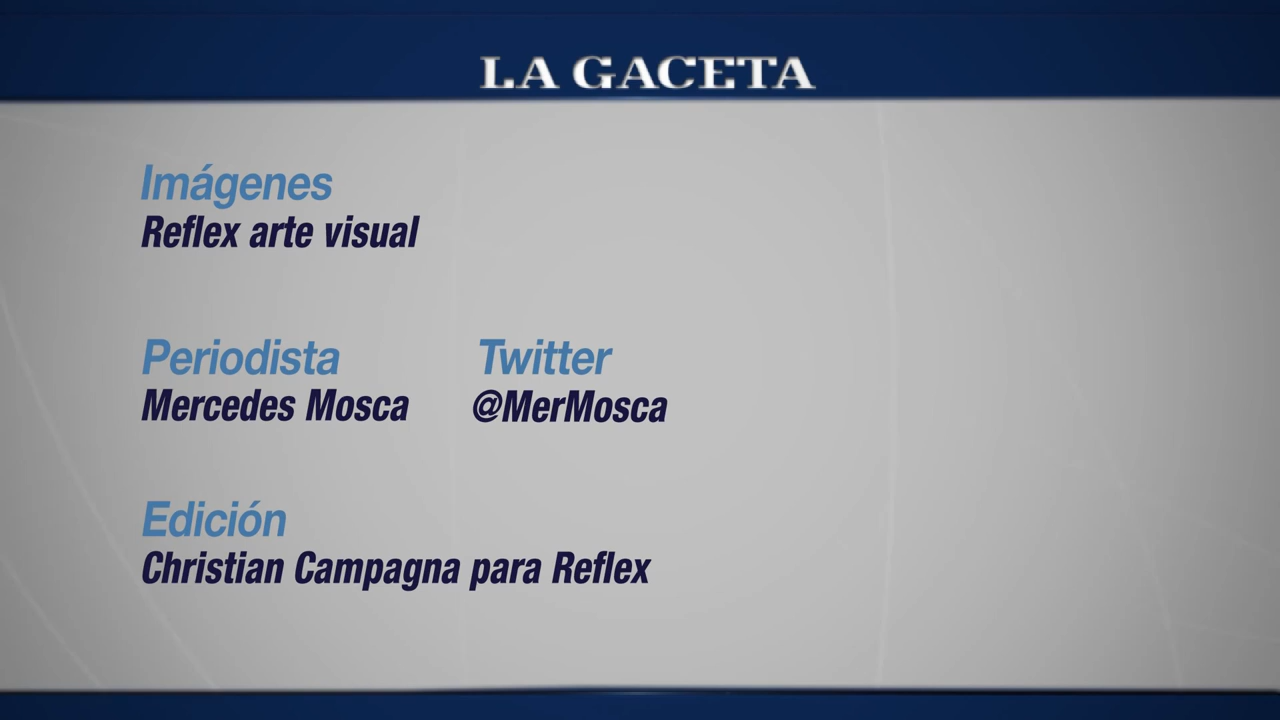 LA GACETA
Imágenes
Reflex arte visual
Periodista
Mercedes Mosca
Twitter
@MerMosca
Edición
Christian Campagna para Reflex